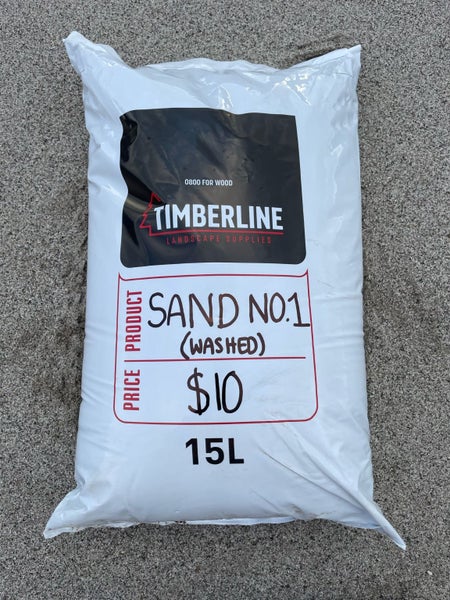 0800 FOR WOOD
TIMBERLINE
LANDSCAPE SUPPLIES
PRODUCT
SAND NO.1
(WASHED)
PRICE
$10
15L